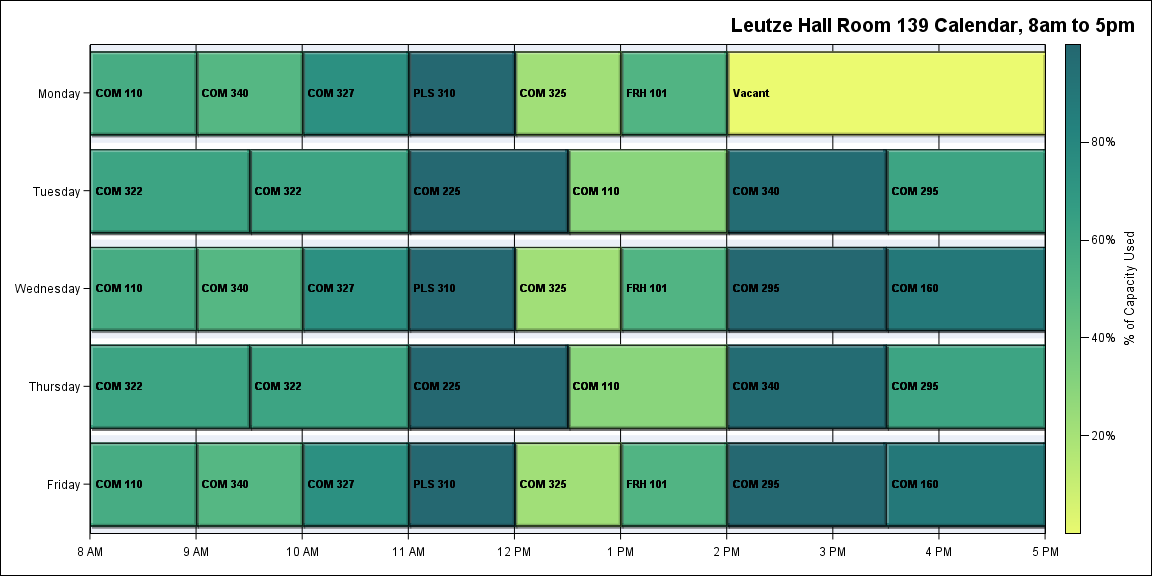 Leutze Hall Room 139 Calendar, 8am to 5pm
Monday
COM 110
COM 340
COM 327
PLS 310
COM 325
FRH 101
Vacant
Tuesday
COM 322
COM 322
COM 225
COM 110
COM 340
COM 295
Wednesday
COM 110
COM 340
COM 327
PLS 310
COM 325
FRH 101
COM 295
COM 160
Thursday
COM 322
COM 322
COM 225
COM 110
COM 340
COM 295
Friday
COM 110
COM 340
COM 327
PLS 310
COM 325
FRH 101
COM 295
COM 160
8 AM
9 AM
10 AM
11 AM
12 PM
1 PM
2 PM
3 PM
4 PM
5 PM
80%
60%
40%
20%
% of Capacity Used